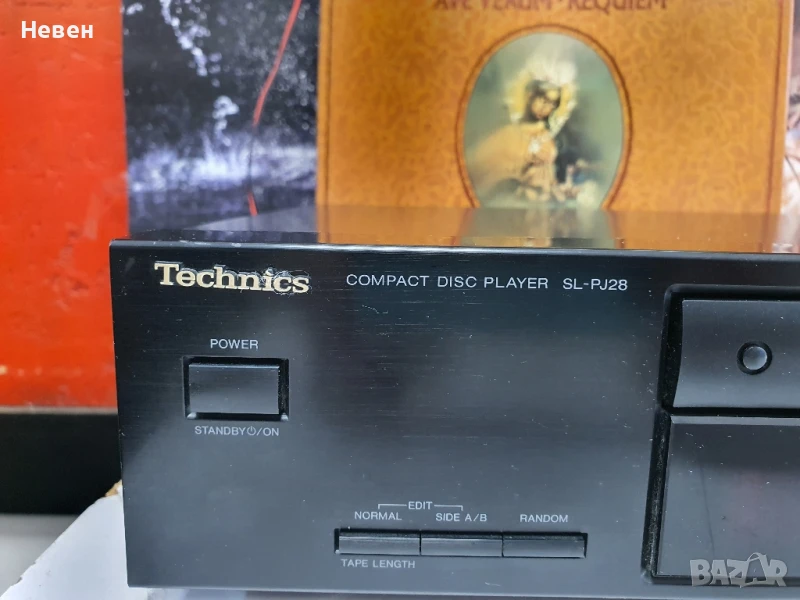 Невен
AVE VERUM · REQUIEM
Technics COMPACT DISC PLAYER SL-PJ28
POWER
STANDBY⏻/ON
EDIT
NORMAL SIDE A/B RANDOM
TAPE LENGTH
BAZAR